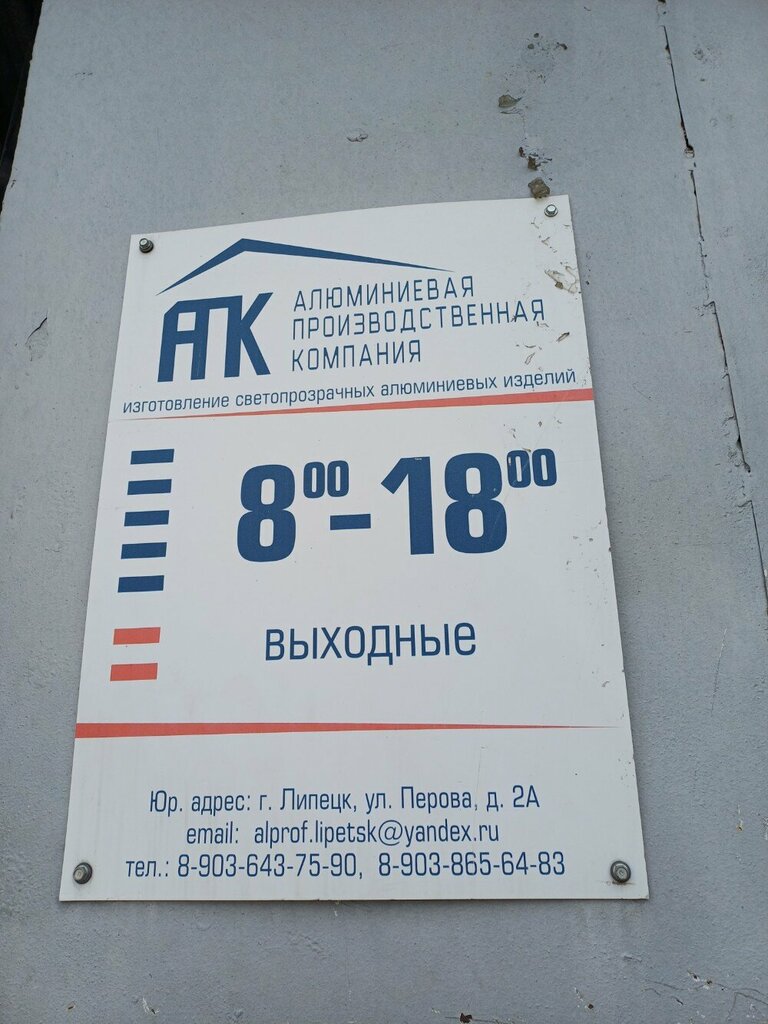 АПК
АЛЮМИНИЕВАЯ
ПРОИЗВОДСТВЕННАЯ
КОМПАНИЯ
изготовление светопрозрачных алюминиевых изделий
8⁰⁰-18⁰⁰
выходные
Юр. адрес: г. Липецк, ул. Перова, д. 2А
email: alprof.lipetsk@yandex.ru
тел.: 8-903-643-75-90, 8-903-865-64-83